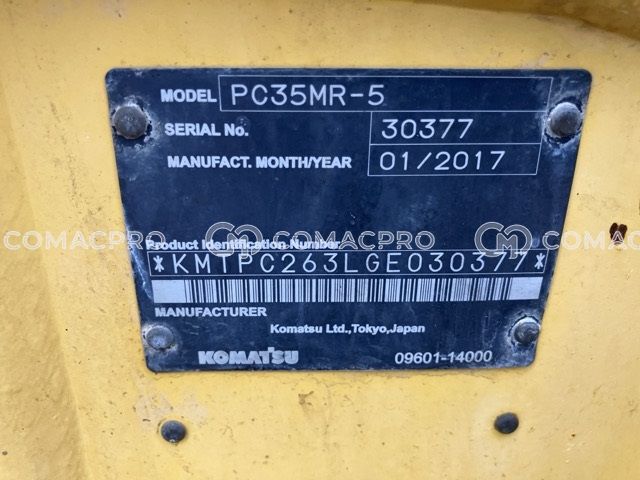 MODEL PC35MR-5
SERIAL No. 30377
MANUFACT. MONTH/YEAR 01/2017
COMACPRO COMACPRO COMACPRO
Product Identification Number
*KMTPC263LGE030377*
MANUFACTURER
Komatsu Ltd.,Tokyo,Japan
KOMATSU 09601-14000